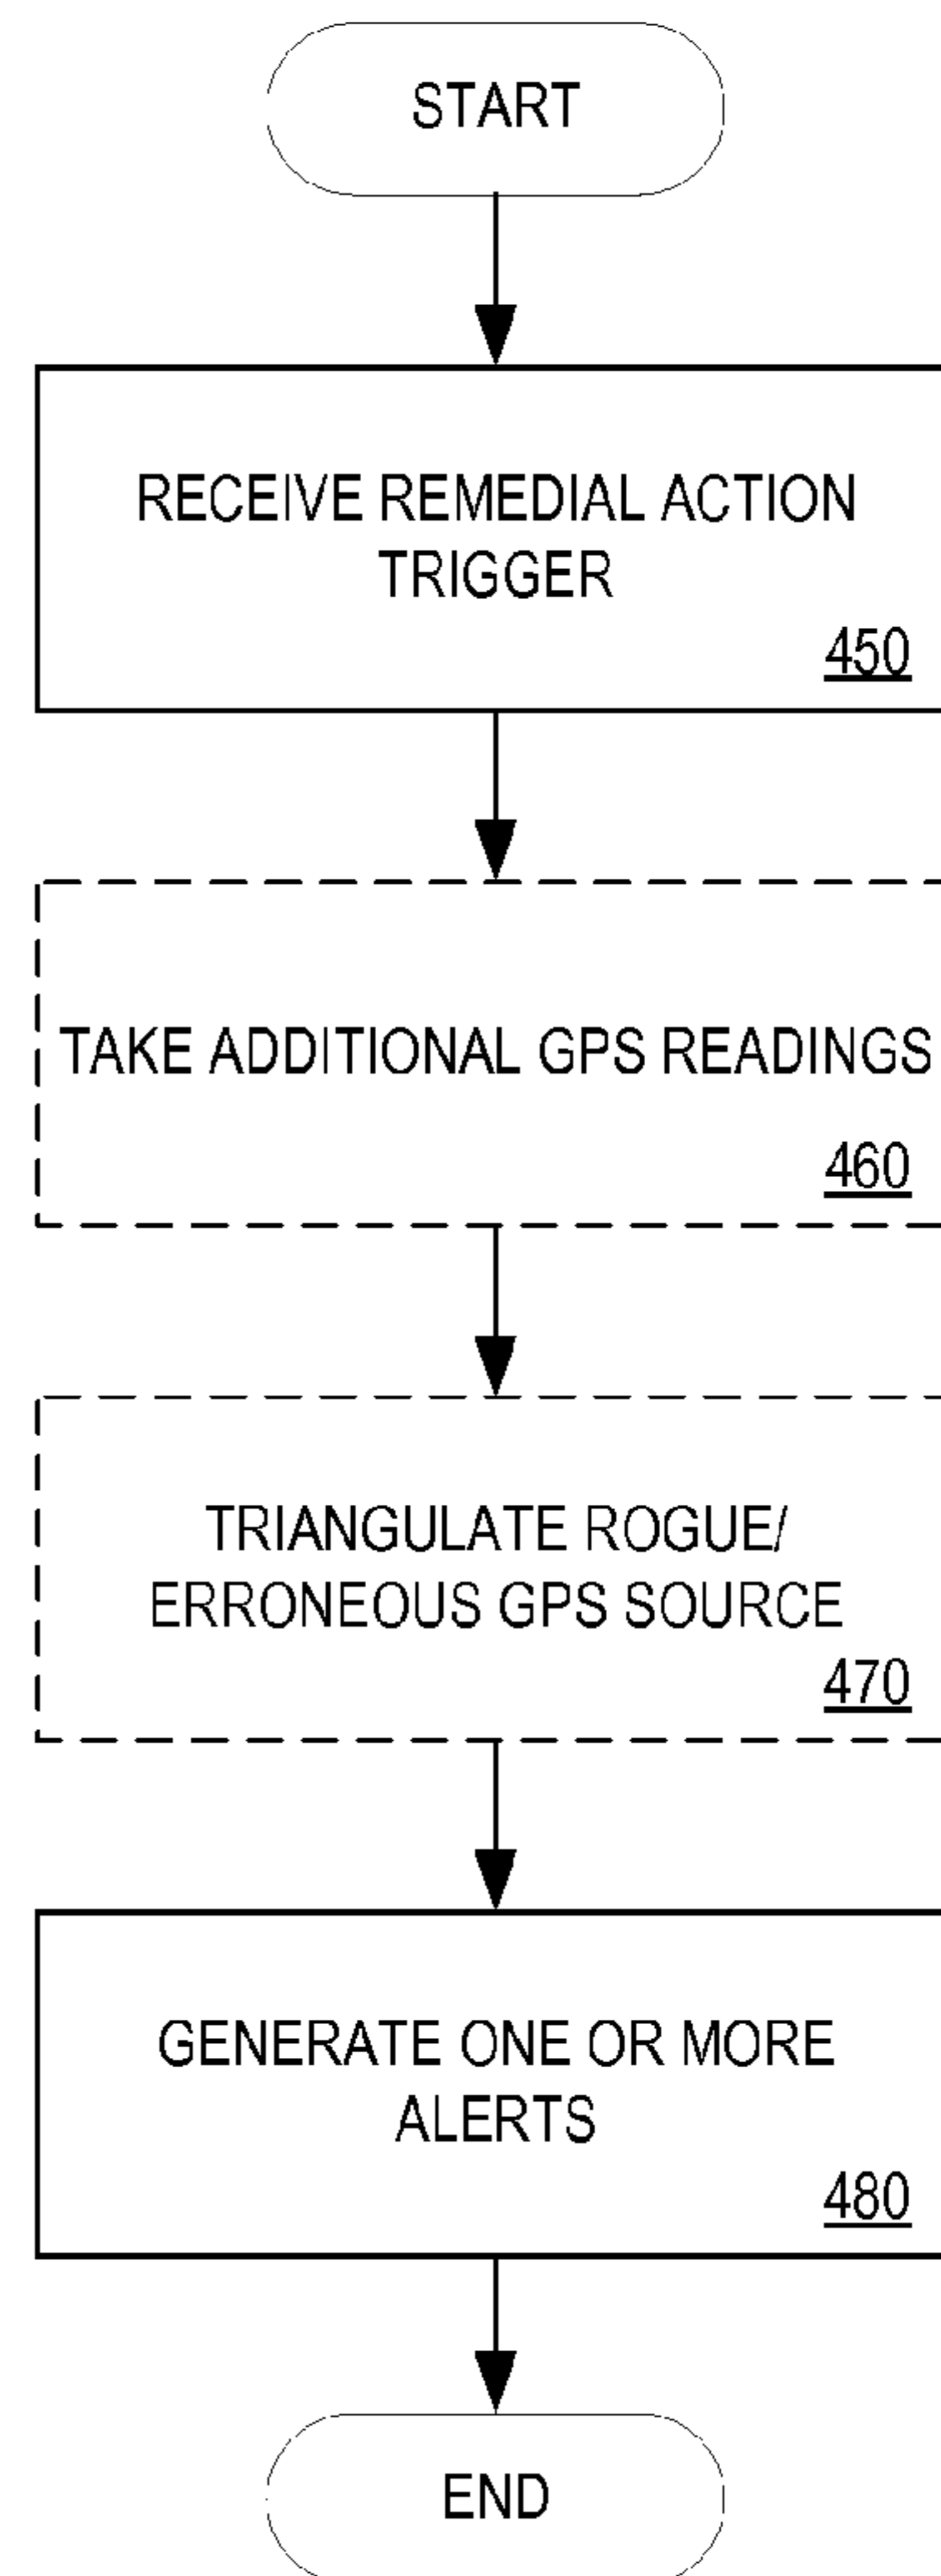 START
RECEIVE REMEDIAL ACTION
TRIGGER
450
TAKE ADDITIONAL GPS READINGS
460
TRIANGULATE ROGUE/
ERRONEOUS GPS SOURCE
470
GENERATE ONE OR MORE
ALERTS
480
END